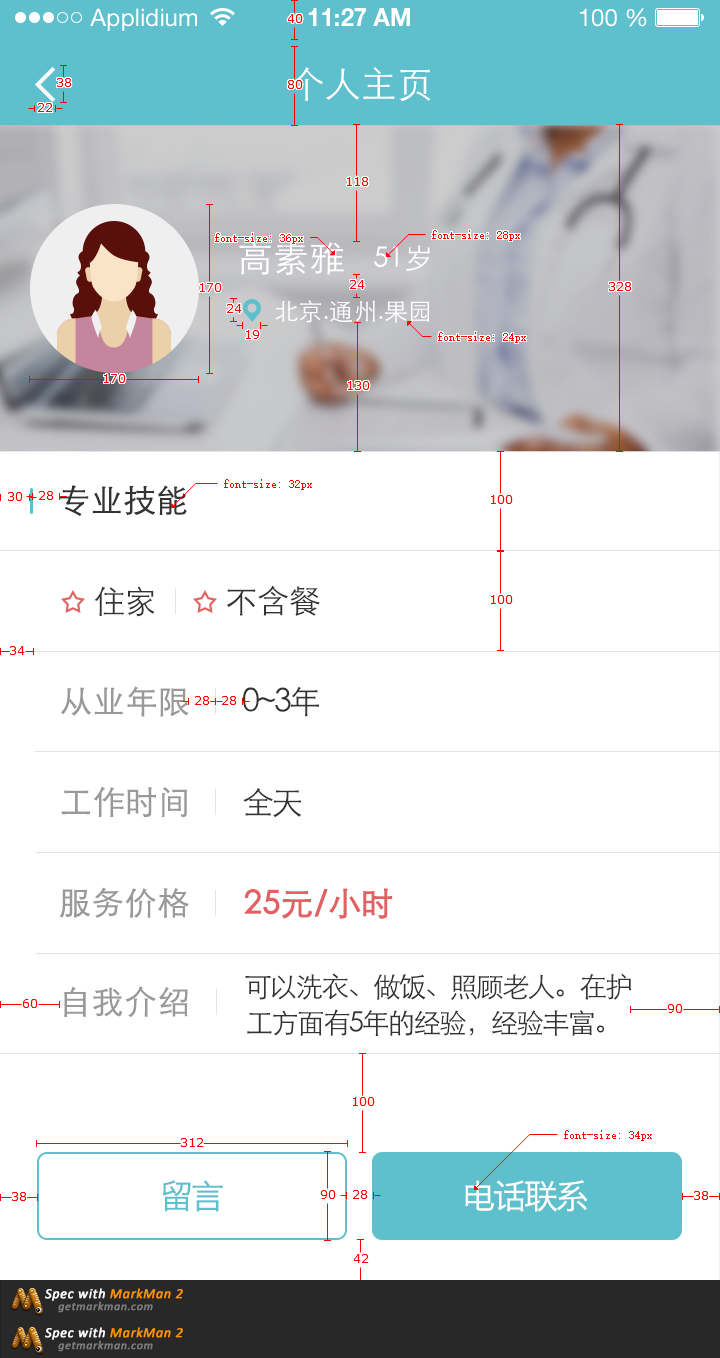 Applidium 40 11:27 AM 100 %
38 80 个人主页
22
118
font-size: 36px font-size: 28px
高素雅 51岁
170 24 328
24 北京.通州.果园
19 font-size: 24px
170 130
font-size: 32px
30 28 专业技能 100
住家 不含餐 100
34
从业年限 28 28 0~3年
工作时间 全天
服务价格 25元/小时
可以洗衣、做饭、照顾老人。在护
60 自我介绍 90
工方面有5年的经验，经验丰富。
100
font-size: 34px
312
38 留言 90 28 电话联系 38
42
Spec with MarkMan 2
getmarkman.com
Spec with MarkMan 2
getmarkman.com